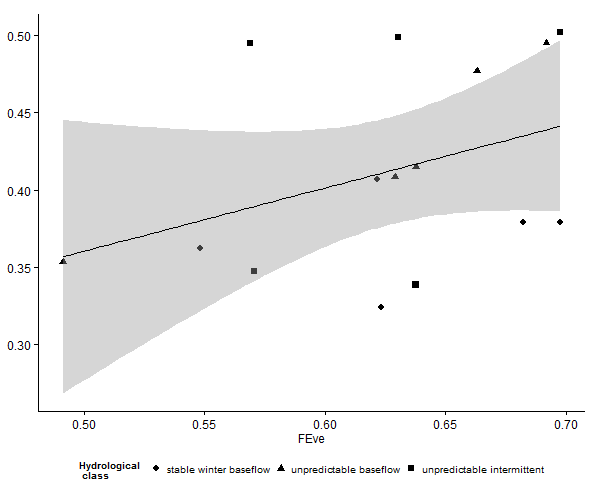 0.50
0.45
0.40
0.35
0.30
0.50 0.55 0.60 0.65 0.70
FEve
Hydrological
class
stable winter baseflow unpredictable baseflow unpredictable intermittent